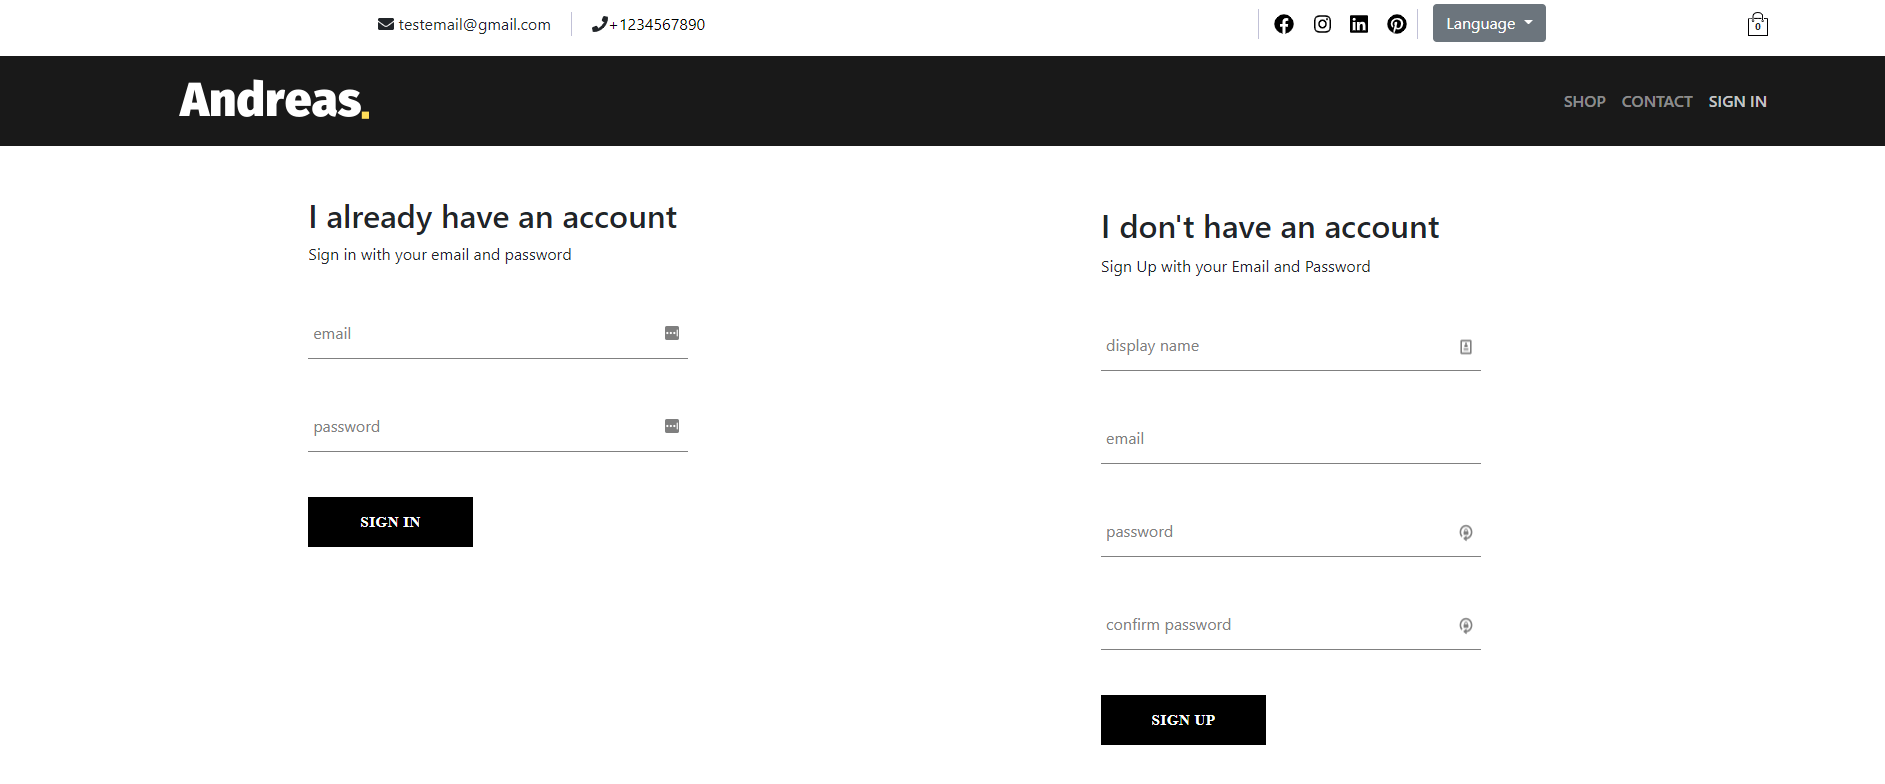 testemail@gmail.com
+1234567890
Language
0
Andreas.
SHOP CONTACT SIGN IN
I already have an account
Sign in with your email and password
email
password
SIGN IN
I don't have an account
Sign Up with your Email and Password
display name
email
password
confirm password
SIGN UP